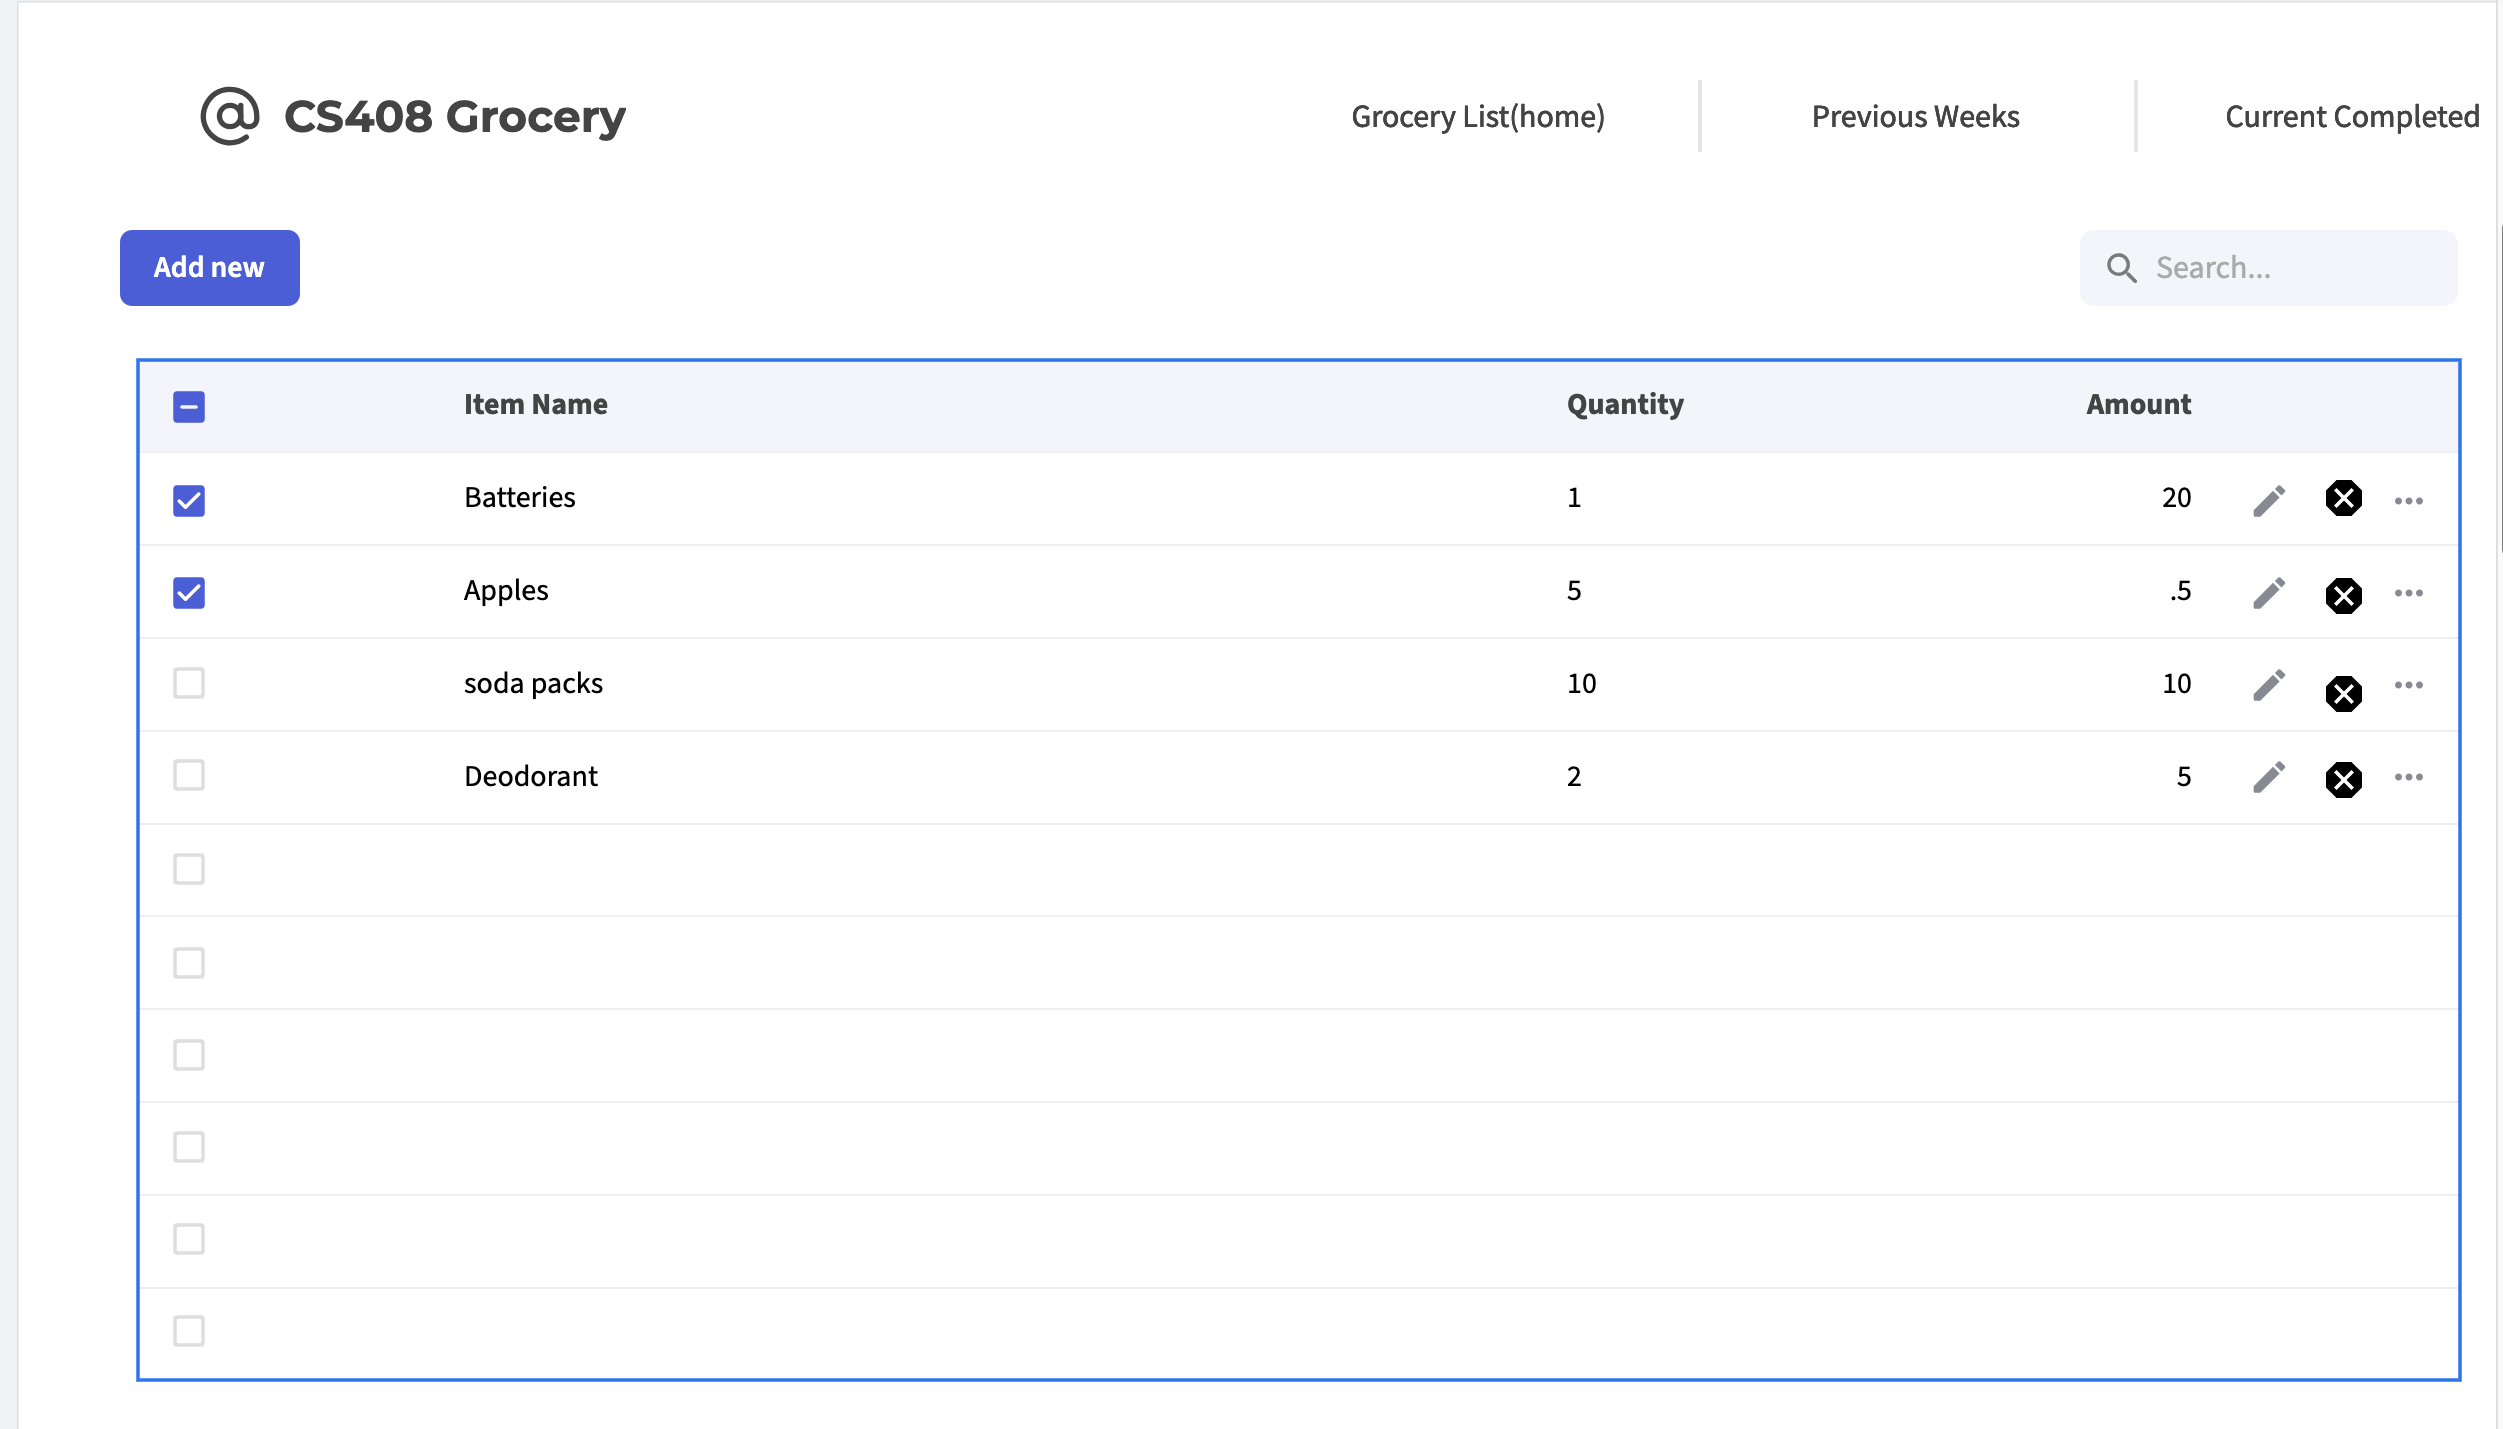 @ CS408 Grocery
Grocery List(home)
Previous Weeks
Current Completed
Add new
Search...
Item Name Quantity Amount
Batteries 1 20
Apples 5 .5
soda packs 10 10
Deodorant 2 5